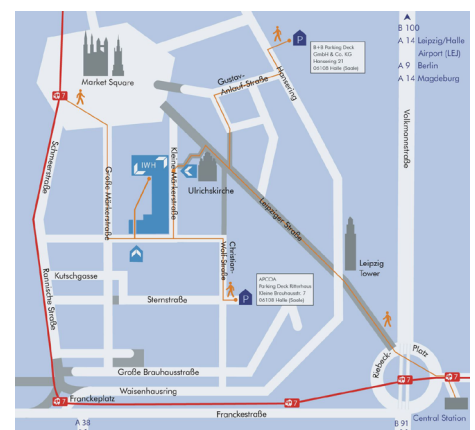 B 100
A 14 Leipzig/Halle
Airport (LEJ)
A 9 Berlin
A 14 Magdeburg
P
B+B Parking Deck
GmbH & Co. KG
Hansering 21
06108 Halle (Saale)
Market Square
Gustav-
Anlauf-Straße
Hansering
Volkmannstraße
7
Schmeerstraße
Große Märkerstraße
Kleine Märkerstraße
IWH
Ulrichskirche
Leipziger Straße
Leipzig
Tower
Christian-
Wolf-Straße
Rannische Straße
Kutschgasse
Sternstraße
P
APCOA
Parking Deck Ritterhaus
Kleine Brauhausstr. 7
06108 Halle (Saale)
Große Brauhausstraße
Waisenhausring
Riebeck-
Platz
7
7
7
7
Franckeplatz
Franckestraße
Central Station
A 38
B 91